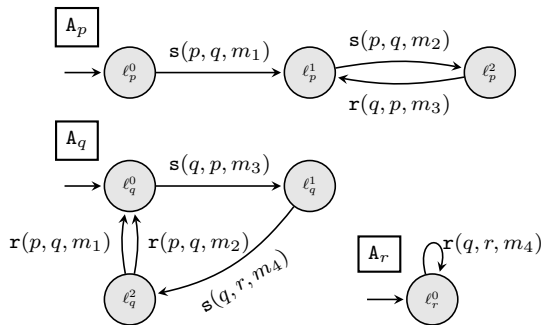 A_p
s(p, q, m_1)
s(p, q, m_2)
ℓ_p^0
ℓ_p^1
ℓ_p^2
r(q, p, m_3)
A_q
s(q, p, m_3)
ℓ_q^0
ℓ_q^1
r(p, q, m_1)
r(p, q, m_2)
s(q, r, m_4)
A_r
r(q, r, m_4)
ℓ_q^2
ℓ_r^0